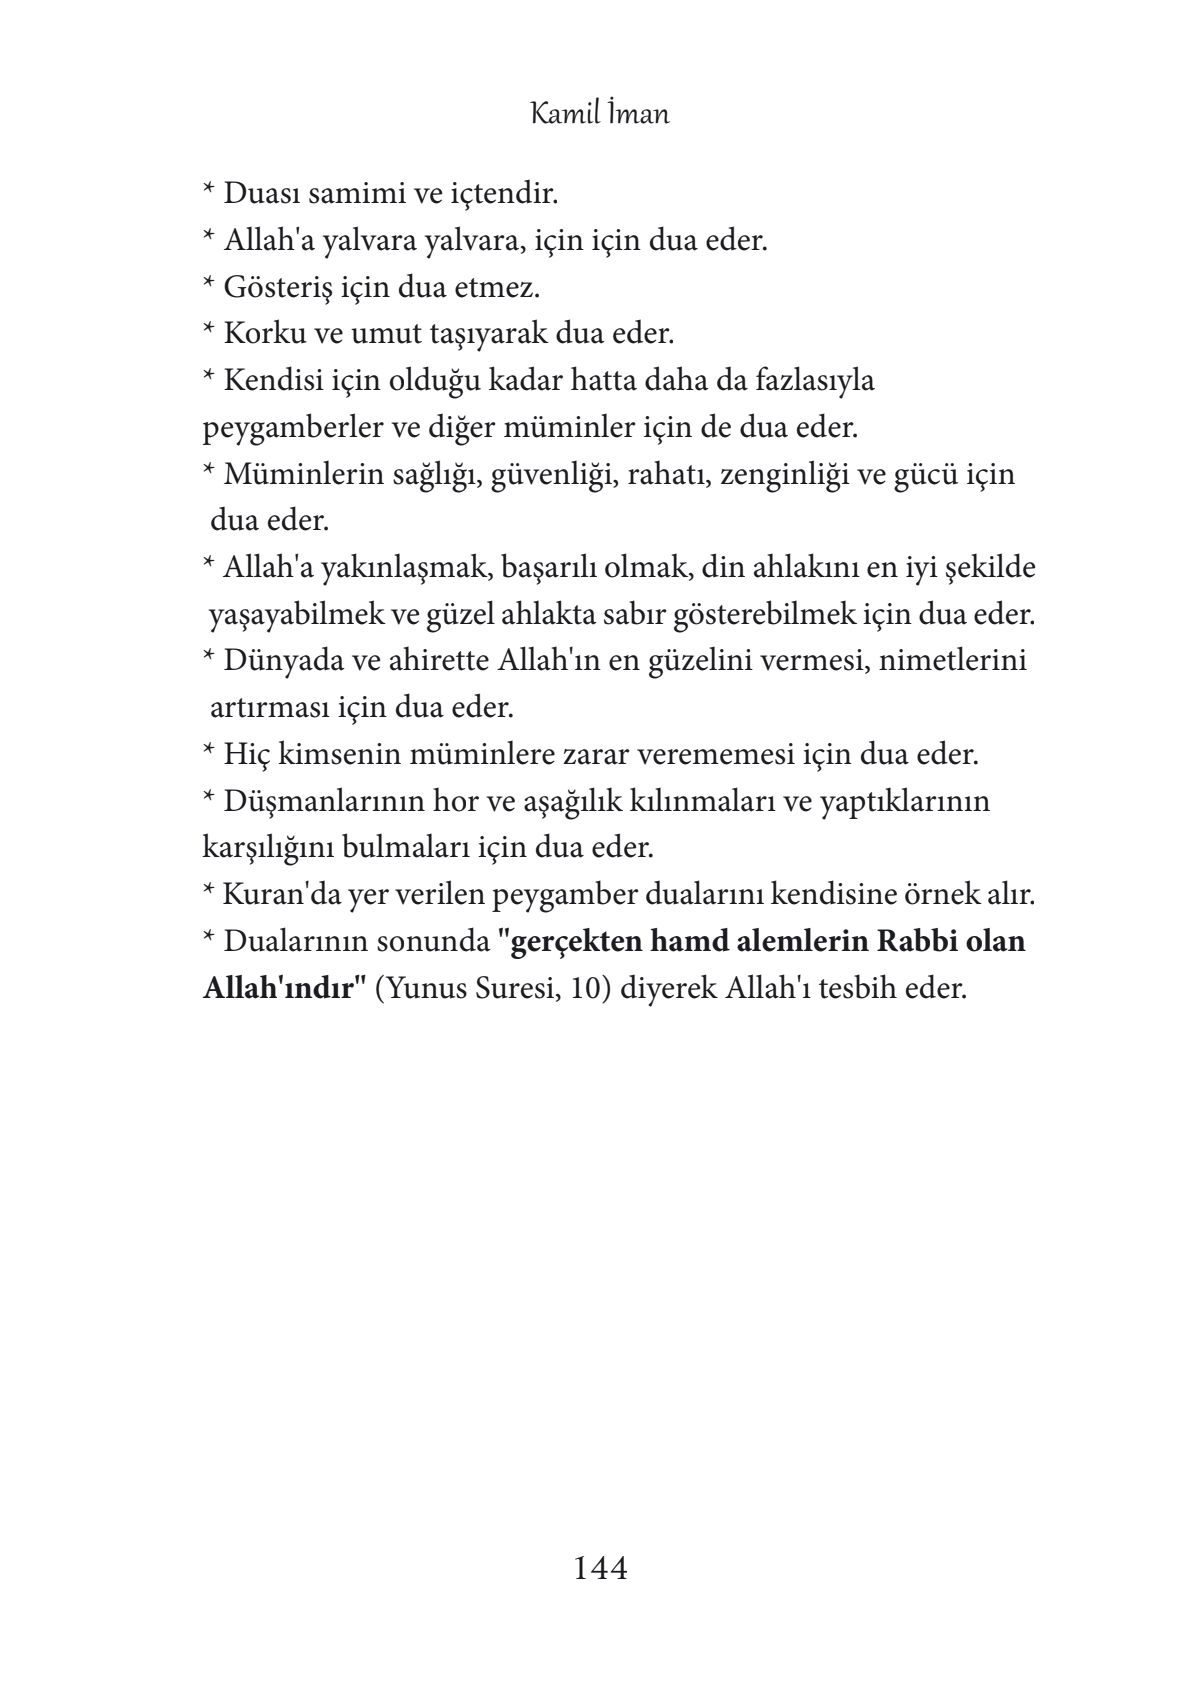 Kamil İman
* Duası samimi ve içtendir.
* Allah'a yalvara yalvara, için için dua eder.
* Gösteriş için dua etmez.
* Korku ve umut taşıyarak dua eder.
* Kendisi için olduğu kadar hatta daha da fazlasıyla
peygamberler ve diğer müminler için de dua eder.
* Müminlerin sağlığı, güvenliği, rahatı, zenginliği ve gücü için
dua eder.
* Allah'a yakınlaşmak, başarılı olmak, din ahlakını en iyi şekilde
yaşayabilmek ve güzel ahlakta sabır gösterebilmek için dua eder.
* Dünyada ve ahirette Allah'ın en güzelini vermesi, nimetlerini
artırması için dua eder.
* Hiç kimsenin müminlere zarar verememesi için dua eder.
* Düşmanlarının hor ve aşağılık kılınmaları ve yaptıklarının
karşılığını bulmaları için dua eder.
* Kuran'da yer verilen peygamber dualarını kendisine örnek alır.
* Dualarının sonunda "gerçekten hamd alemlerin Rabbi olan
Allah'ındır" (Yunus Suresi, 10) diyerek Allah'ı tesbih eder.
144